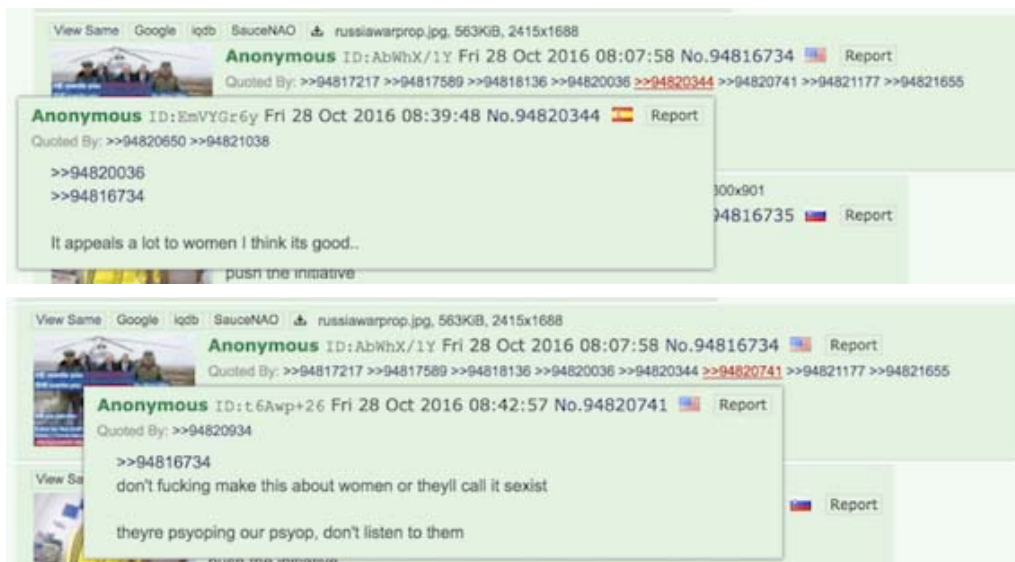 View Same Google iqdb SauceNAO russiawarprop.jpg, 563KiB, 2415x1688
Anonymous ID:AbWhX/1Y Fri 28 Oct 2016 08:07:58 No.94816734 Report
Quoted By: >>94817217 >>94817589 >>94818136 >>94820036 >>94820344 >>94820741 >>94821177 >>94821655
Anonymous ID:EmVYGr6y Fri 28 Oct 2016 08:39:48 No.94820344 Report
Quoted By: >>94820650 >>94821038
>>94820036
>>94816734
It appeals a lot to women I think its good..
300x901
94816735 Report
push the initiative
View Same Google iqdb SauceNAO russiawarprop.jpg, 563KiB, 2415x1688
Anonymous ID:AbWhX/1Y Fri 28 Oct 2016 08:07:58 No.94816734 Report
Quoted By: >>94817217 >>94817589 >>94818136 >>94820036 >>94820344 >>94820741 >>94821177 >>94821655
Anonymous ID:t6Awp+26 Fri 28 Oct 2016 08:42:57 No.94820741 Report
Quoted By: >>94820934
>>94816734
don't fucking make this about women or theyll call it sexist
theyre psyoping our psyop, don't listen to them
View Sa
Report
push the initiative